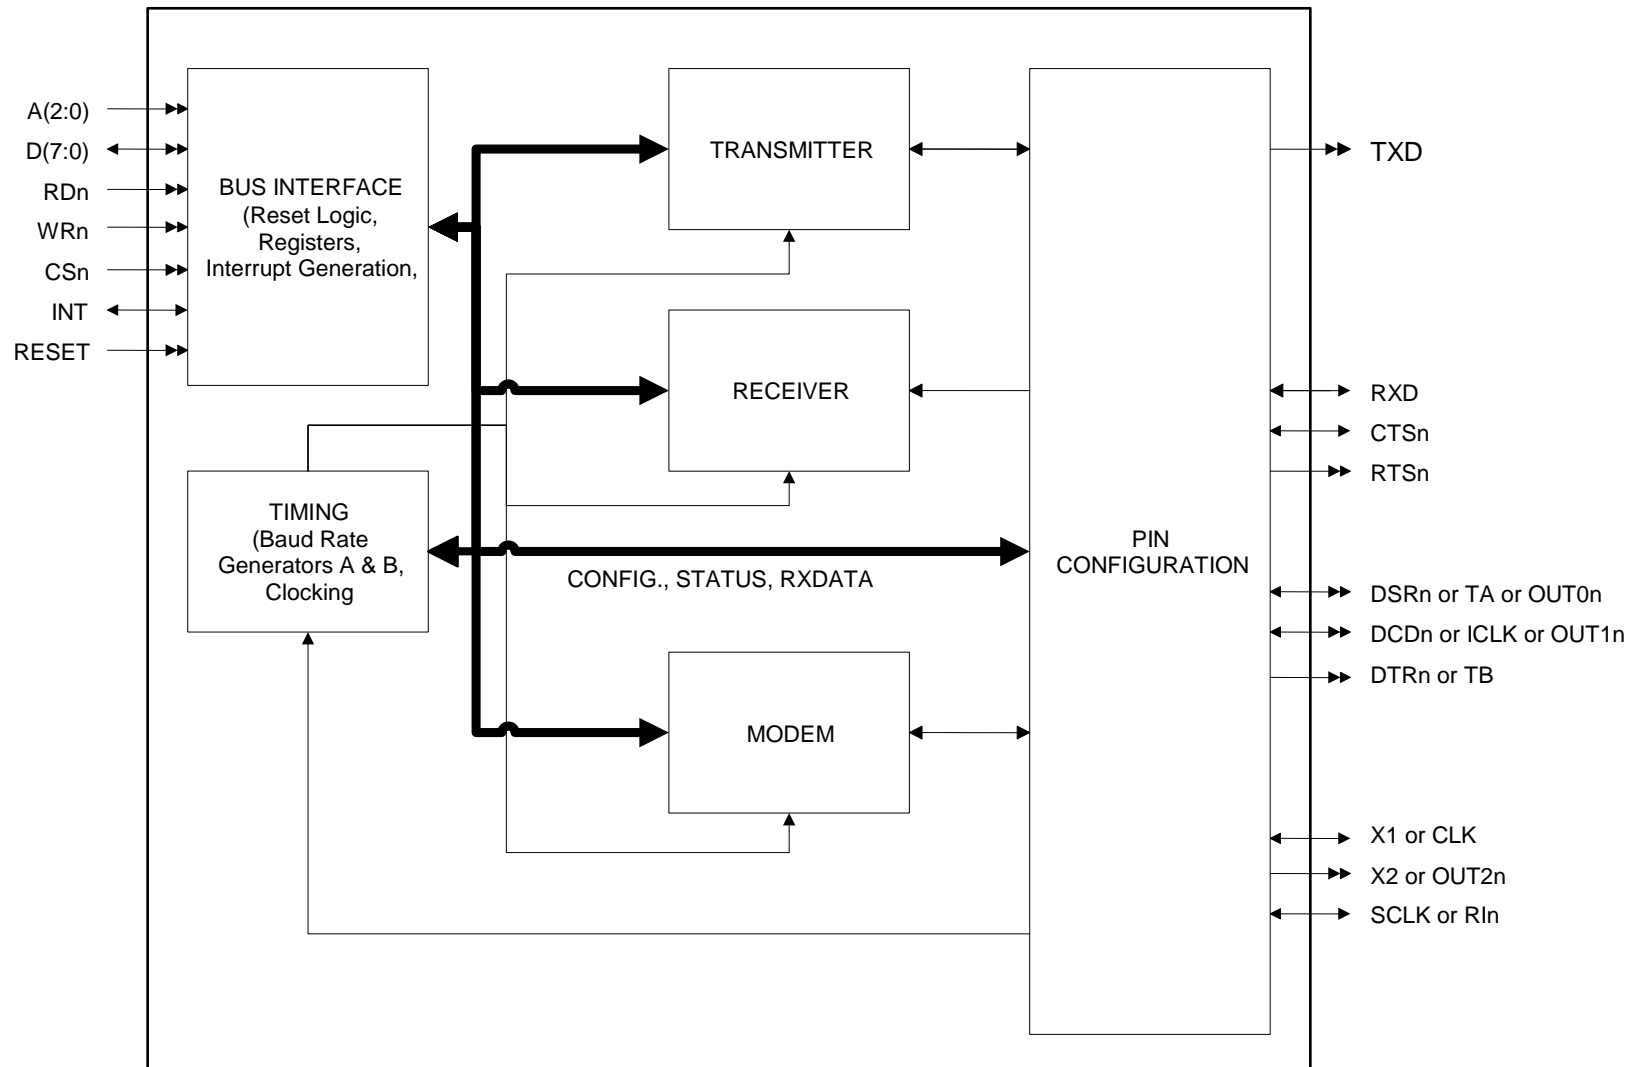 A(2:0)
D(7:0)
RDn
WRn
CSn
INT
RESET
BUS INTERFACE
(Reset Logic,
Registers,
Interrupt Generation,
TIMING
(Baud Rate
Generators A & B,
Clocking
TRANSMITTER
RECEIVER
CONFIG., STATUS, RXDATA
MODEM
PIN
CONFIGURATION
TXD
RXD
CTSn
RTSn
DSRn or TA or OUT0n
DCDn or ICLK or OUT1n
DTRn or TB
X1 or CLK
X2 or OUT2n
SCLK or RIn